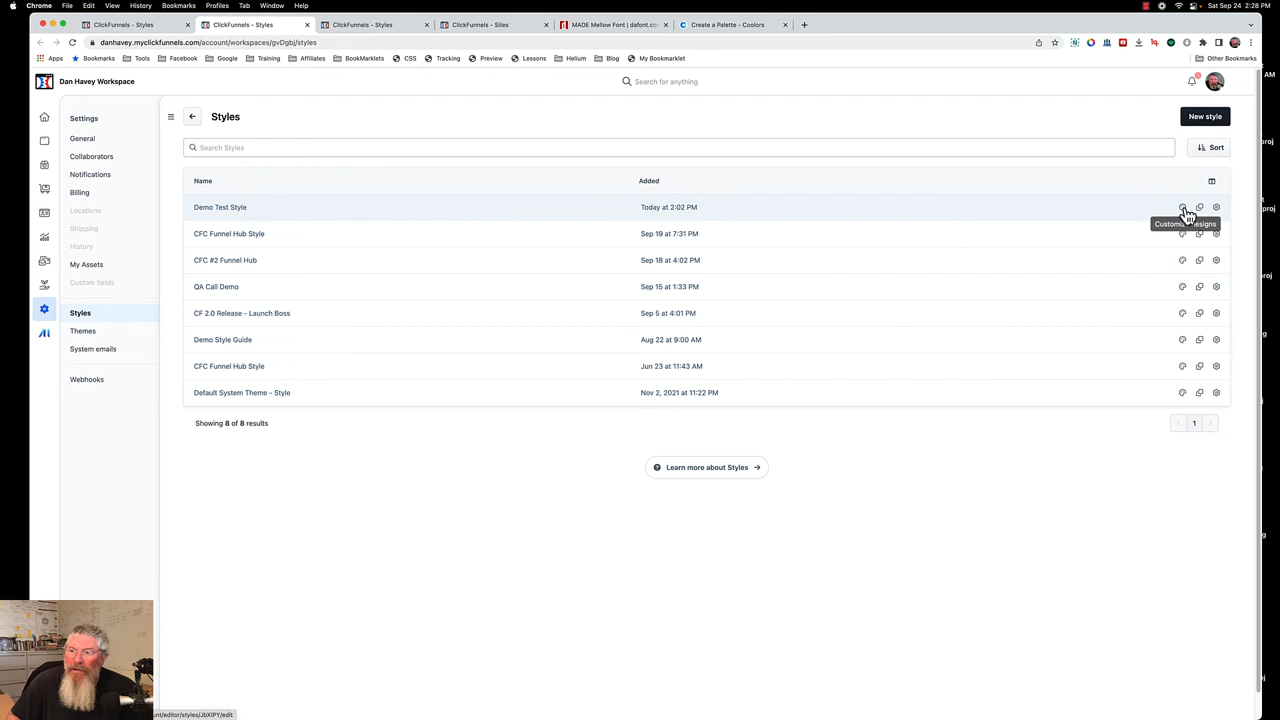 Chrome File Edit View History Bookmarks Profiles Tab Window Help
Sat Sep 24 2:28 PM
ClickFunnels - Styles
ClickFunnels - Styles
ClickFunnels - Styles
ClickFunnels - Sites
MADE Mellow Font | dafont.co
Create a Palette - Coolors
danhavey.myclickfunnels.com/account/workspaces/gvDgbj/styles
Apps Bookmarks Tools Facebook Google Training Affiliates BookMarklets CSS Tracking Preview Lessons Helium Blog My Bookmarklet Other Bookmarks
Dan Havey Workspace
Search for anything
Settings
General
Collaborators
Notifications
Billing
Locations
Shipping
History
My Assets
Custom fields
Styles
Themes
System emails
Webhooks
Styles
New style
Search Styles
Sort
Name Added
Demo Test Style Today at 2:02 PM
CFC Funnel Hub Style Sep 19 at 7:31 PM
CFC #2 Funnel Hub Sep 18 at 4:02 PM
QA Call Demo Sep 15 at 1:33 PM
CF 2.0 Release - Launch Boss Sep 5 at 4:01 PM
Demo Style Guide Aug 22 at 9:00 AM
CFC Funnel Hub Style Jun 23 at 11:43 AM
Default System Theme - Style Nov 2, 2021 at 11:22 PM
Showing 8 of 8 results
1
Learn more about Styles